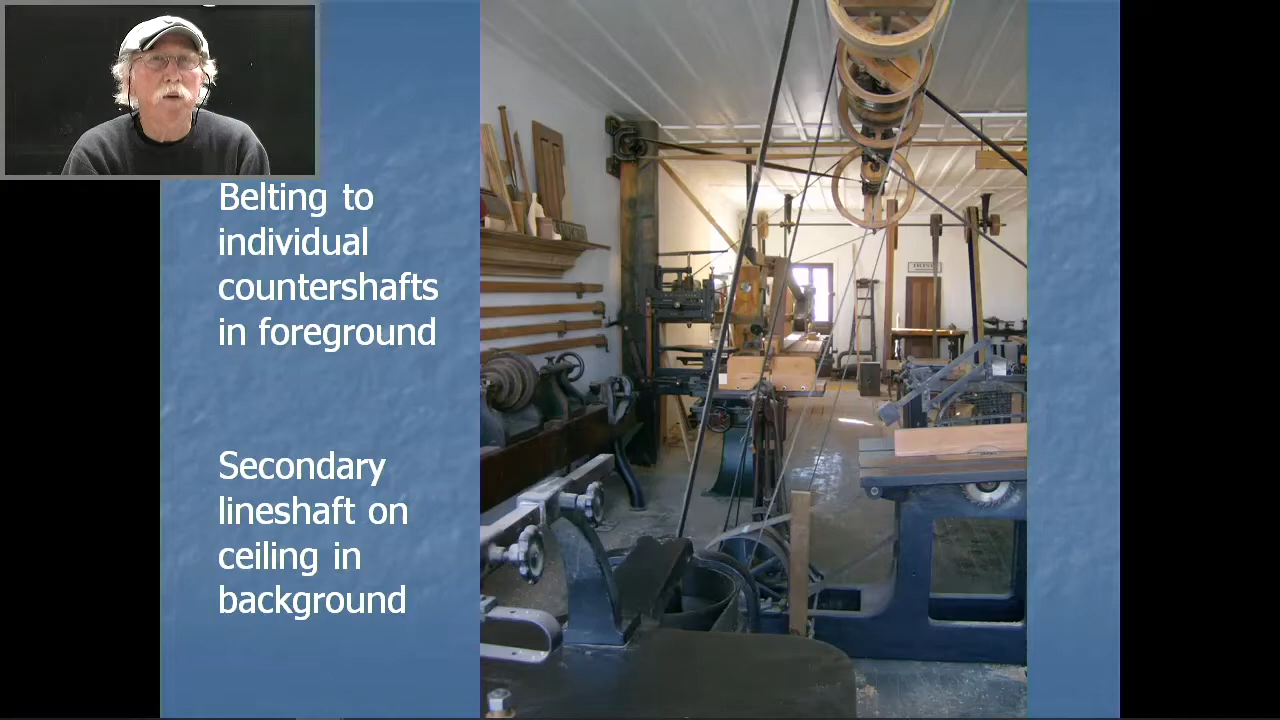 Belting to
individual
countershafts
in foreground
Secondary
lineshaft on
ceiling in
background